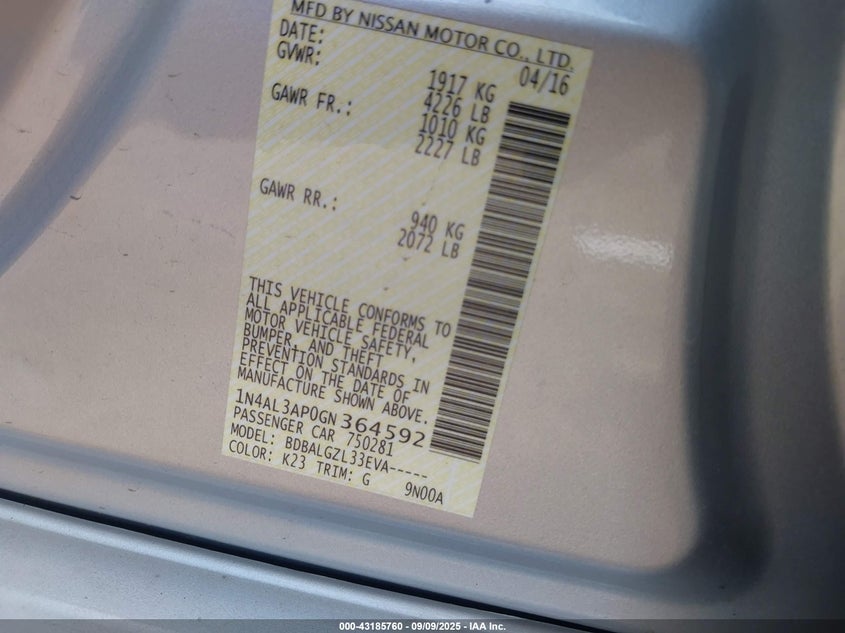 MFD BY NISSAN MOTOR CO., LTD.
DATE: 04/16
GVWR: 1917 KG
4226 LB
GAWR FR.: 1010 KG
2227 LB
GAWR RR.: 940 KG
2072 LB
THIS VEHICLE CONFORMS TO
ALL APPLICABLE FEDERAL
MOTOR VEHICLE SAFETY,
BUMPER, AND THEFT
PREVENTION STANDARDS IN
EFFECT ON THE DATE OF
MANUFACTURE SHOWN ABOVE.
1N4AL3AP0GN364592
PASSENGER CAR 750281
MODEL: BDBALGZL33EVA-----
COLOR: K23 TRIM: G 9N00A
000-43185760 - 09/09/2025 - IAA Inc.